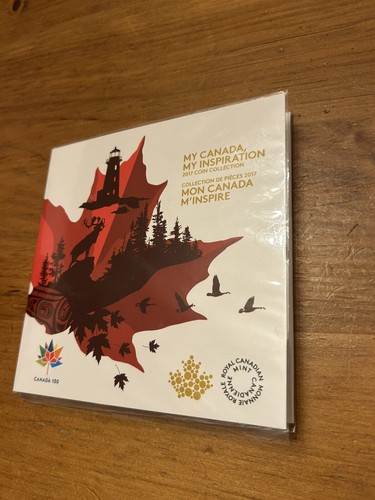 MY CANADA,
MY INSPIRATION
2017 COIN COLLECTION
COLLECTION DE PIÈCES 2017
MON CANADA
M'INSPIRE
CANADA 150
ROYAL CANADIAN MINT
MONNAIE ROYALE CANADIENNE